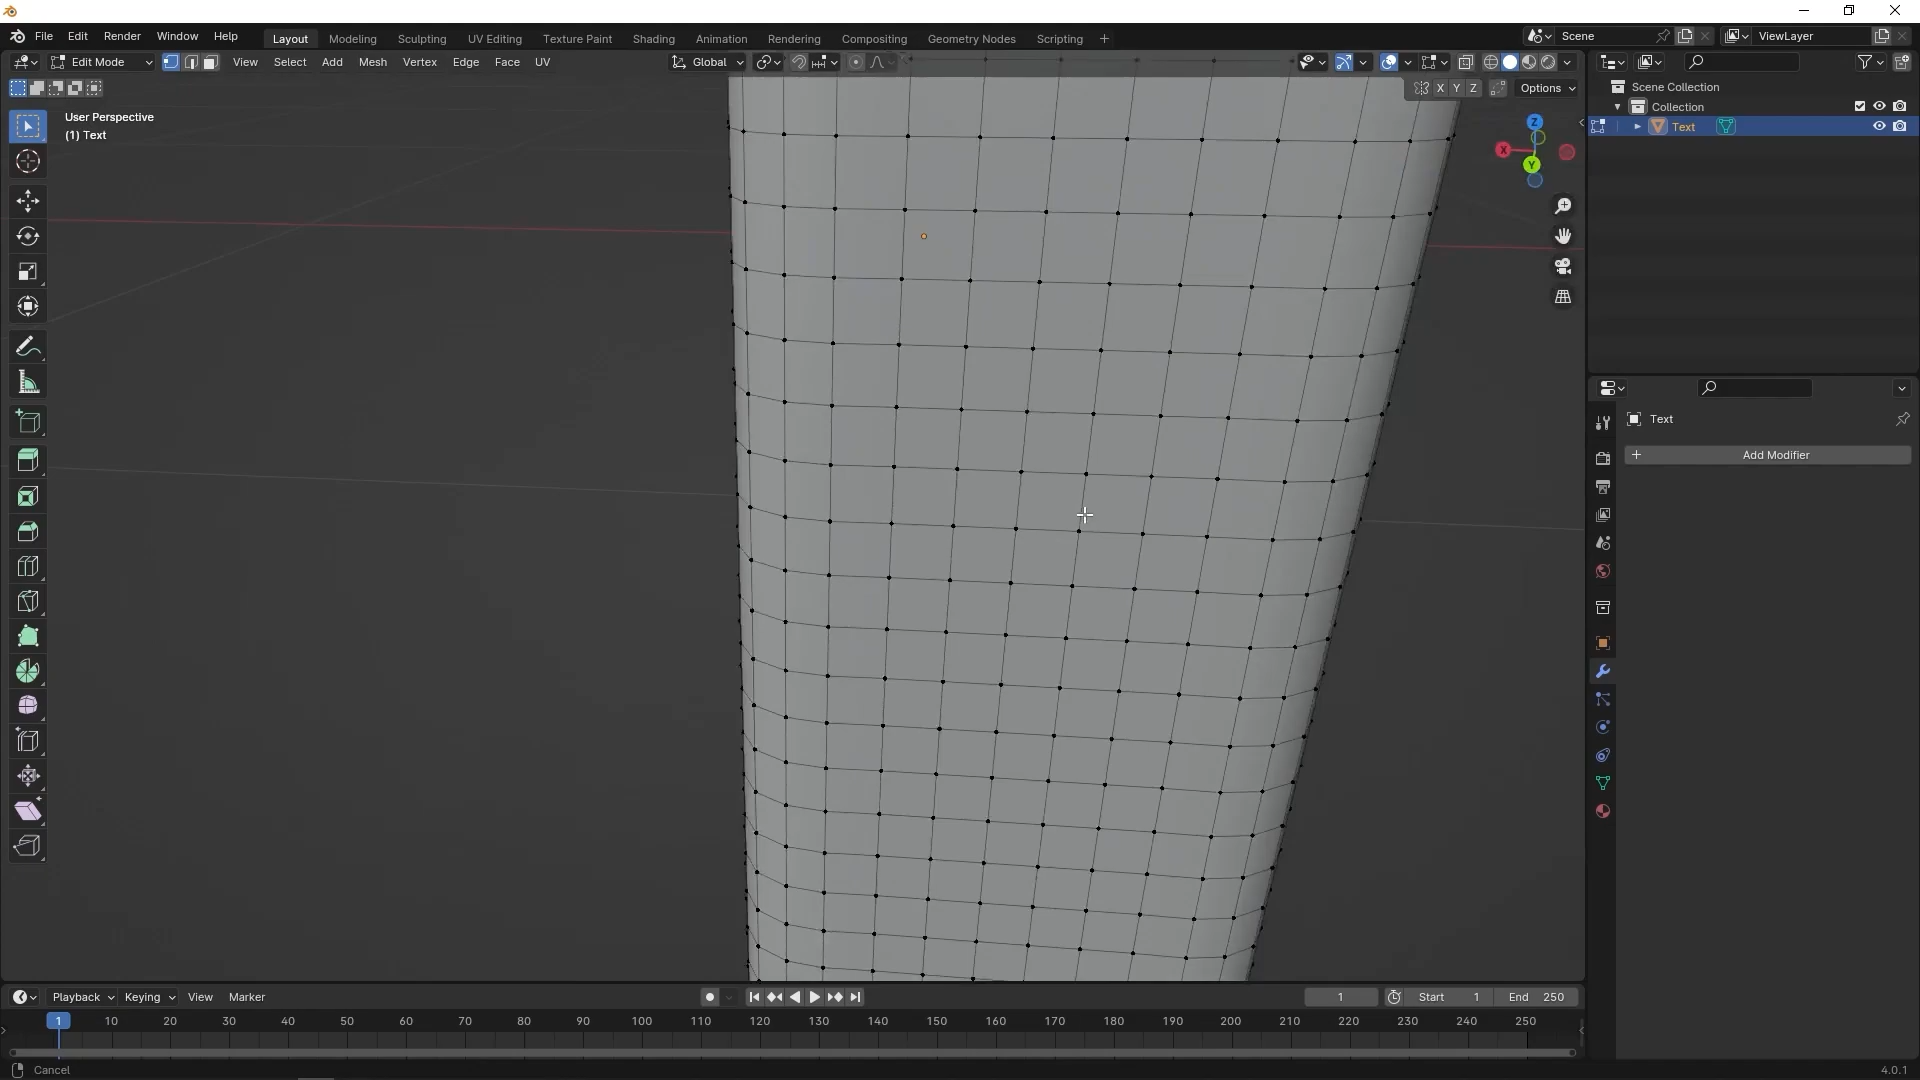 File Edit Render Window Help
Layout Modeling Sculpting UV Editing Texture Paint Shading Animation Rendering Compositing Geometry Nodes Scripting +
Scene
ViewLayer
Edit Mode
View Select Add Mesh Vertex Edge Face UV
Global
X Y Z
Options
User Perspective
(1) Text
Z
X
Y
Scene Collection
Collection
Text
Text
+ Add Modifier
Playback Keying View Marker
1
Start 1
End 250
1 10 20 30 40 50 60 70 80 90 100 110 120 130 140 150 160 170 180 190 200 210 220 230 240 250
Cancel
4.0.1